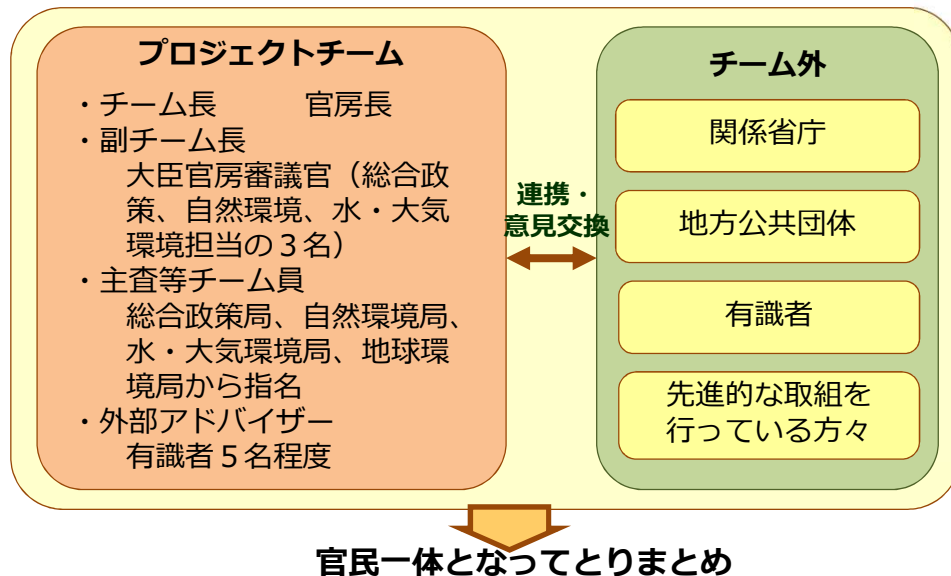 プロジェクトチーム
・チーム長　　　官房長
・副チーム長
大臣官房審議官（総合政
策、自然環境、水・大気
環境担当の３名）
・主査等チーム員
総合政策局、自然環境局、
水・大気環境局、地球環
境局から指名
・外部アドバイザー
有識者５名程度
連携・
意見交換
チーム外
関係省庁
地方公共団体
有識者
先進的な取組を
行っている方々
官民一体となってとりまとめ